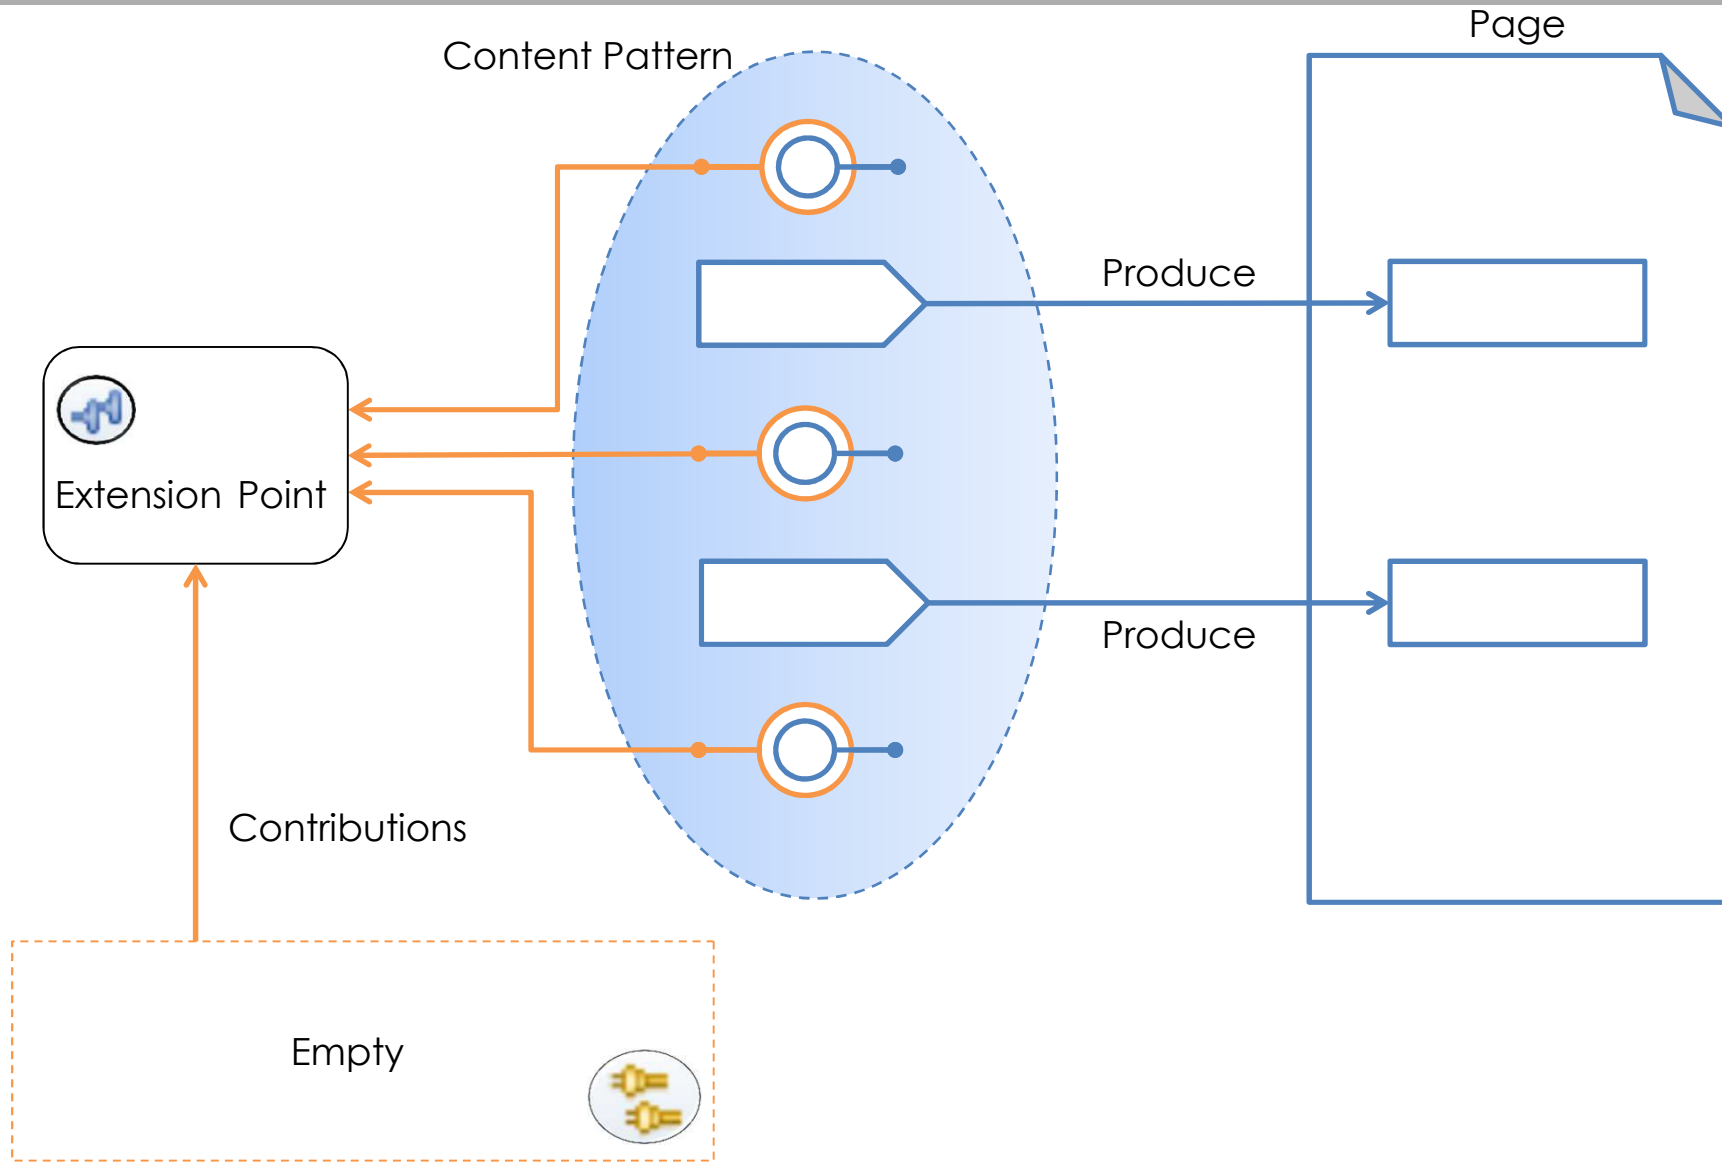 Page
Content Pattern
Produce
Extension Point
Produce
Contributions
Empty